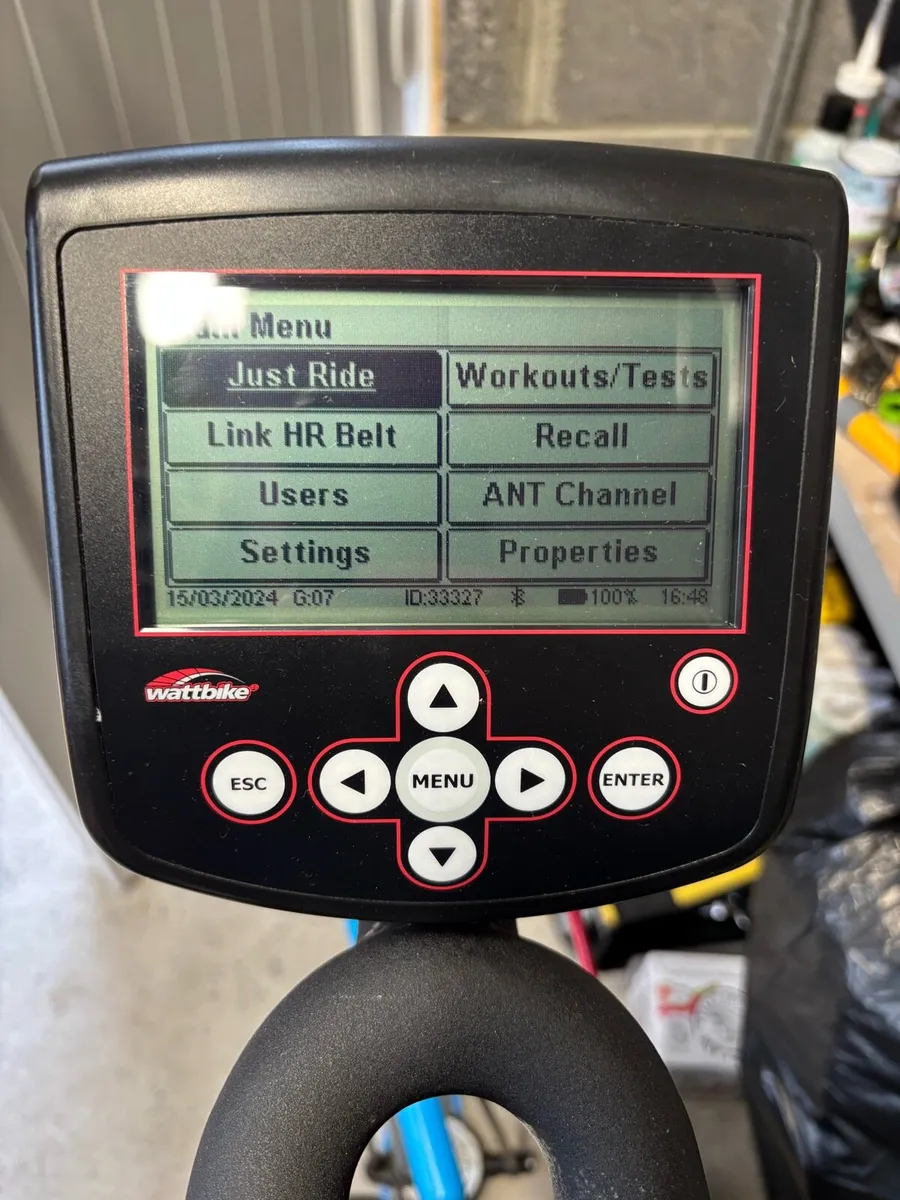 Main Menu
Just Ride Workouts/Tests
Link HR Belt Recall
Users ANT Channel
Settings Properties
15/03/2024 G:07 ID:33327 100% 16:48
wattbike
ESC MENU ENTER